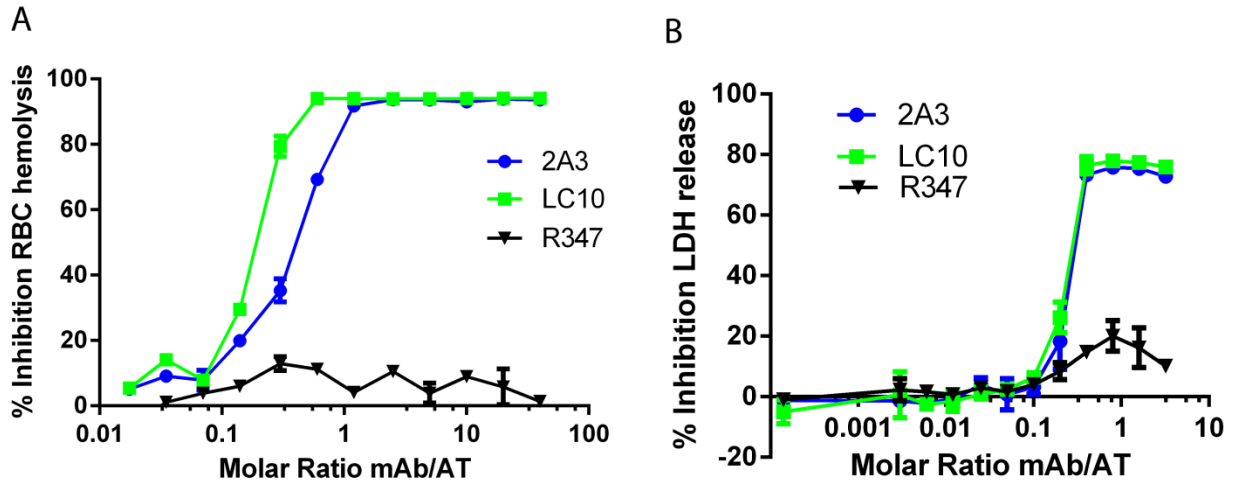 A
% Inhibition RBC hemolysis
100
80
60
40
20
0
0.01
0.1
1
10
100
Molar Ratio mAb/AT
2A3
LC10
R347
B
% Inhibition LDH release
100
80
60
40
20
0
-20
0.001
0.01
0.1
1
10
Molar Ratio mAb/AT
2A3
LC10
R347